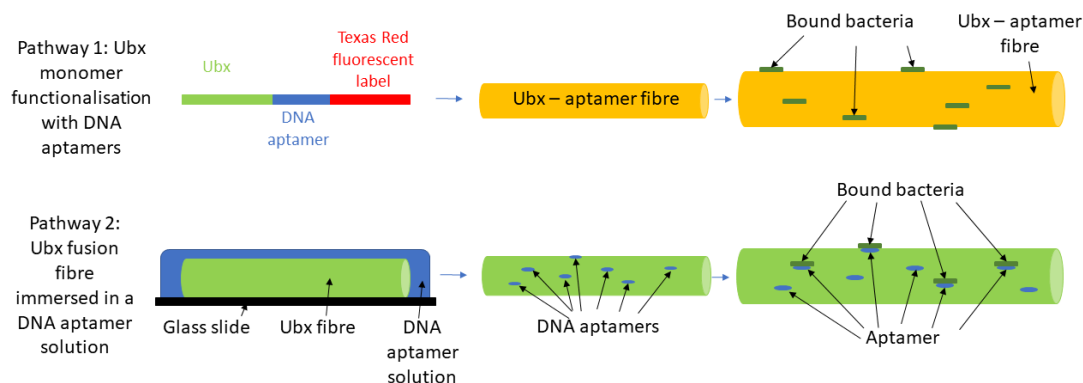 Pathway 1: Ubx
monomer
functionalisation
with DNA
aptamers
Ubx
DNA
aptamer
Texas Red
fluorescent
label
Ubx – aptamer fibre
Bound bacteria
Ubx – aptamer
fibre
Pathway 2:
Ubx fusion
fibre
immersed in a
DNA aptamer
solution
Glass slide
Ubx fibre
DNA
aptamer
solution
DNA aptamers
Bound bacteria
Aptamer